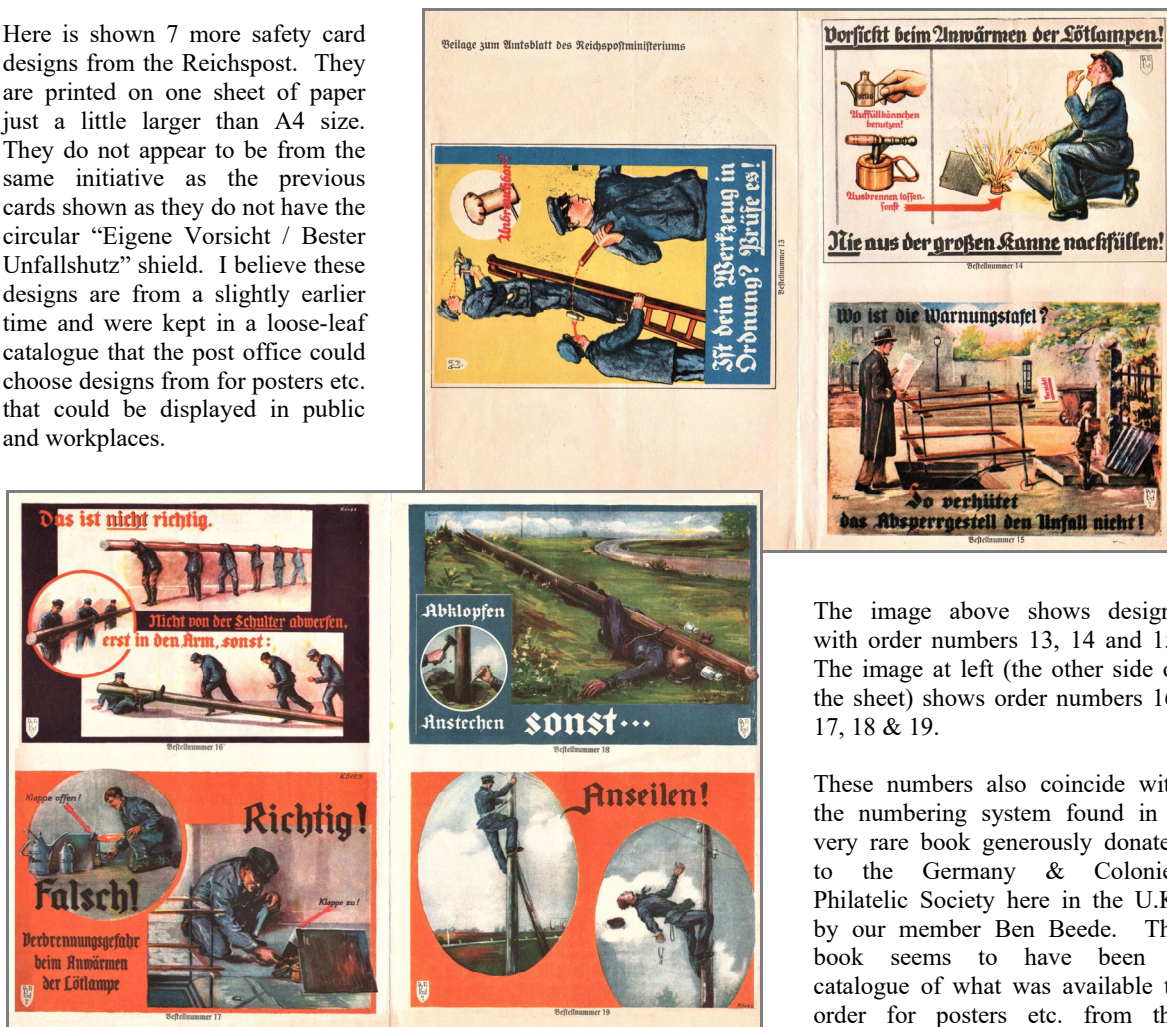 Here is shown 7 more safety card
designs from the Reichspost. They
are printed on one sheet of paper
just a little larger than A4 size.
They do not appear to be from the
same initiative as the previous
cards shown as they do not have the
circular “Eigene Vorsicht / Bester
Unfallshutz” shield. I believe these
designs are from a slightly earlier
time and were kept in a loose-leaf
catalogue that the post office could
choose designs from for posters etc.
that could be displayed in public
and workplaces.
Beilage zum Amtsblatt des Reichspostministeriums
Unbrauchbar!
Ist dein Werkzeug in
Ordnung? Prüfe es!
Bestellnummer 13
Vorsicht beim Anwärmen der Lötlampen!
Spiritus
Auffüllkännchen
benutzen!
Ausbrennen lassen-
sonst
Nie aus der großen Kanne nachfüllen!
Bestellnummer 14
Wo ist die Warnungstafel?
Vorsicht!
So verhütet
das Absperrgestell den Unfall nicht!
Bestellnummer 15
Das ist nicht richtig.
Nicht von der Schulter abwerfen,
erst in den Arm, sonst:
Bestellnummer 16
Abklopfen
Anstechen
sonst...
Bestellnummer 18
Klappe offen!
Falsch!
Richtig!
Klappe zu!
Verbrennungsgefahr
beim Anwärmen
der Lötlampe
Bestellnummer 17
Anseilen!
Bestellnummer 19
The image above shows design
with order numbers 13, 14 and
The image at left (the other side
the sheet) shows order numbers
17, 18 & 19.
These numbers also coincide
the numbering system found in
very rare book generously
to the Germany &
Philatelic Society here in the
by our member Ben Beede.
book seems to have been
catalogue of what was available
order for posters etc. from